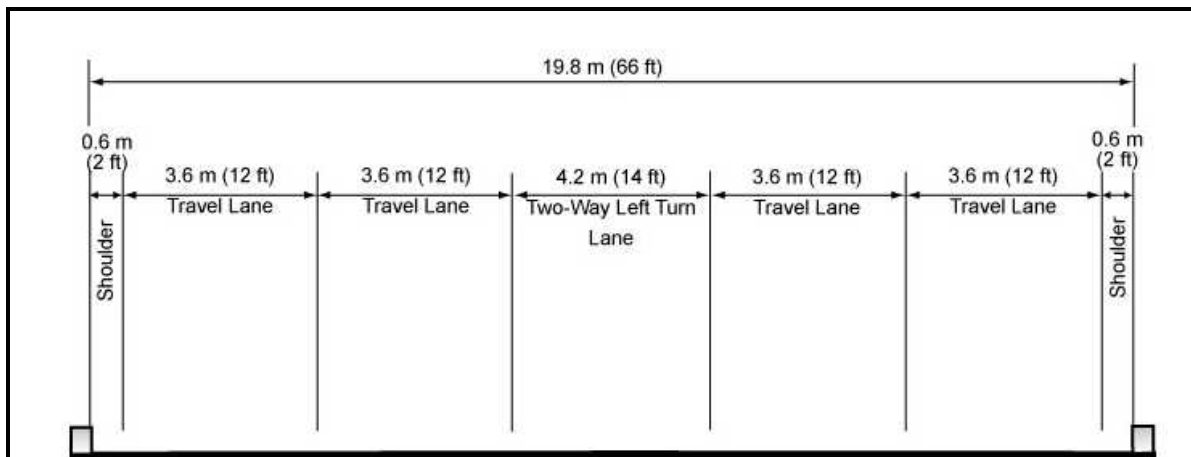 19.8 m (66 ft)
0.6 m
(2 ft)
0.6 m
(2 ft)
3.6 m (12 ft)
3.6 m (12 ft)
4.2 m (14 ft)
3.6 m (12 ft)
3.6 m (12 ft)
Travel Lane
Travel Lane
Two-Way Left Turn
Lane
Travel Lane
Travel Lane
Shoulder
Shoulder